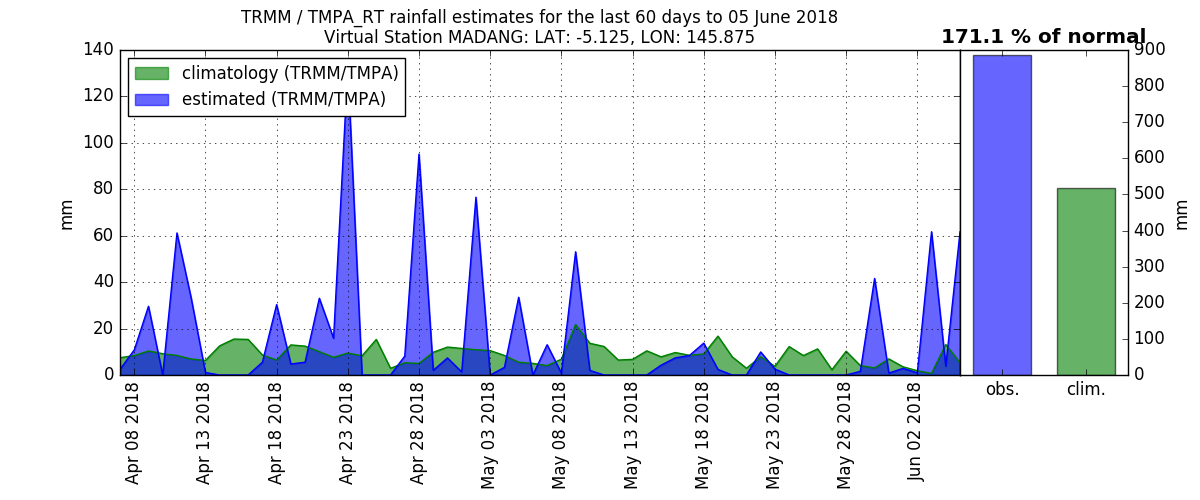 TRMM / TMPA_RT rainfall estimates for the last 60 days to 05 June 2018
Virtual Station MADANG: LAT: -5.125, LON: 145.875
171.1 % of normal
climatology (TRMM/TMPA)
estimated (TRMM/TMPA)
mm
140
120
100
80
60
40
20
0
Apr 08 2018
Apr 13 2018
Apr 18 2018
Apr 23 2018
Apr 28 2018
May 03 2018
May 08 2018
May 13 2018
May 18 2018
May 23 2018
May 28 2018
Jun 02 2018
obs.
clim.
900
800
700
600
500
400
300
200
100
0
mm